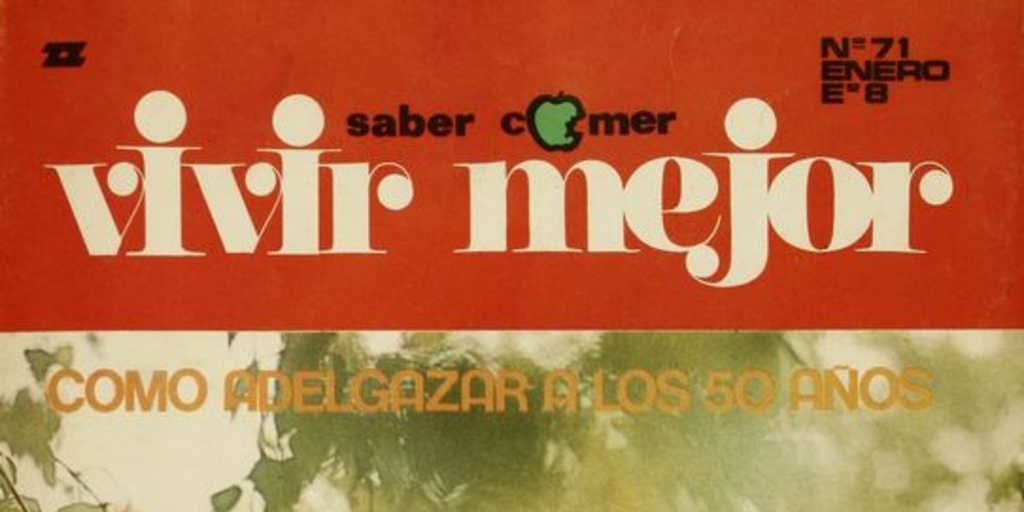 Nº 71
ENERO
Eº 8
saber comer
vivir mejor
COMO ADELGAZAR A LOS 50 AÑOS